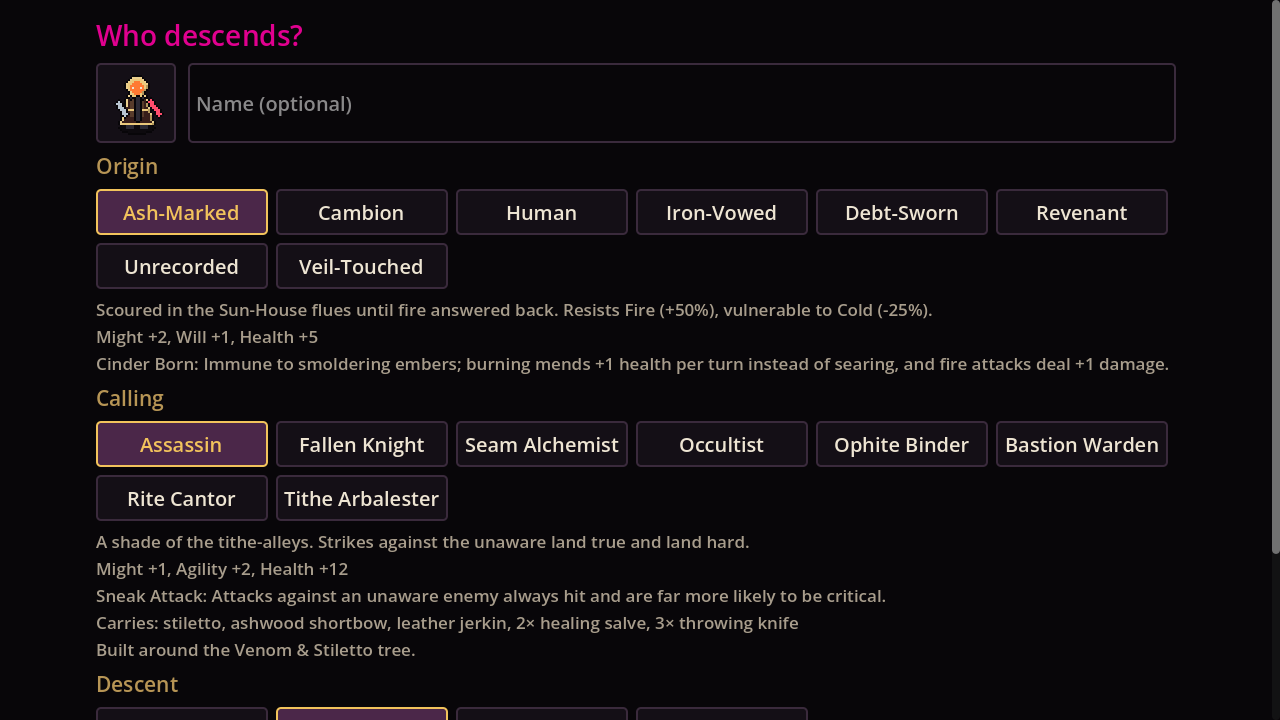 Who descends?
Name (optional)
Origin
Ash-Marked Cambion Human Iron-Vowed Debt-Sworn Revenant
Unrecorded Veil-Touched
Scoured in the Sun-House flues until fire answered back. Resists Fire (+50%), vulnerable to Cold (-25%).
Might +2, Will +1, Health +5
Cinder Born: Immune to smoldering embers; burning mends +1 health per turn instead of searing, and fire attacks deal +1 damage.
Calling
Assassin Fallen Knight Seam Alchemist Occultist Ophite Binder Bastion Warden
Rite Cantor Tithe Arbalester
A shade of the tithe-alleys. Strikes against the unaware land true and land hard.
Might +1, Agility +2, Health +12
Sneak Attack: Attacks against an unaware enemy always hit and are far more likely to be critical.
Carries: stiletto, ashwood shortbow, leather jerkin, 2× healing salve, 3× throwing knife
Built around the Venom & Stiletto tree.
Descent